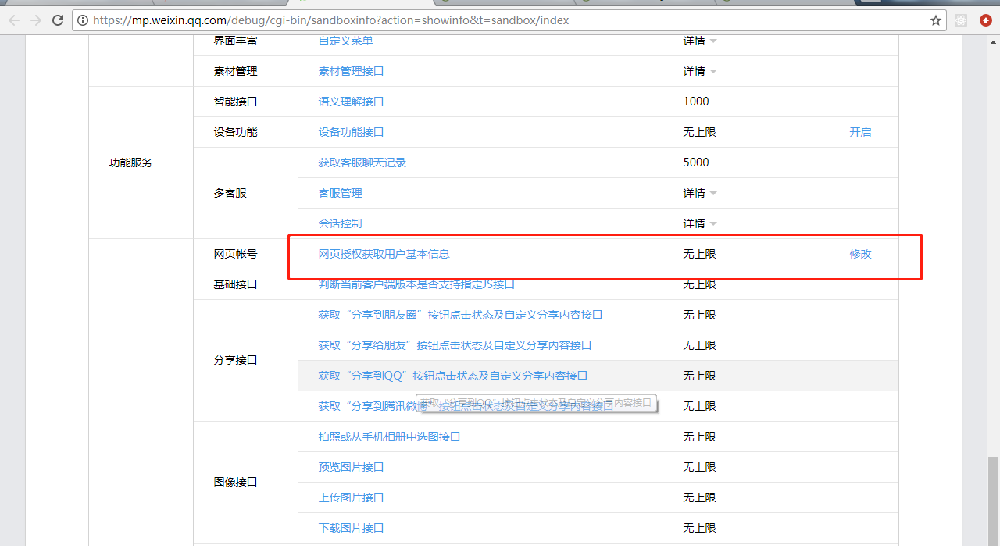 https://mp.weixin.qq.com/debug/cgi-bin/sandboxinfo?action=showinfo&t=sandbox/index
界面丰富 自定义菜单 详情
素材管理 素材管理接口 详情
智能接口 语义理解接口 1000
设备功能 设备功能接口 无上限 开启
功能服务 获取客服聊天记录 5000
多客服 客服管理 详情
会话控制 详情
网页帐号 网页授权获取用户基本信息 无上限 修改
基础接口 判断当前客户端版本是否支持指定JS接口 无上限
获取“分享到朋友圈”按钮点击状态及自定义分享内容接口 无上限
获取“分享给朋友”按钮点击状态及自定义分享内容接口 无上限
分享接口 获取“分享到QQ”按钮点击状态及自定义分享内容接口 无上限
获取“分享到QQ”按钮点击状态及自定义分享内容接口
获取“分享到腾讯微博”按钮点击状态及自定义分享内容接口 无上限
拍照或从手机相册中选图接口 无上限
预览图片接口 无上限
图像接口 上传图片接口 无上限
下载图片接口 无上限